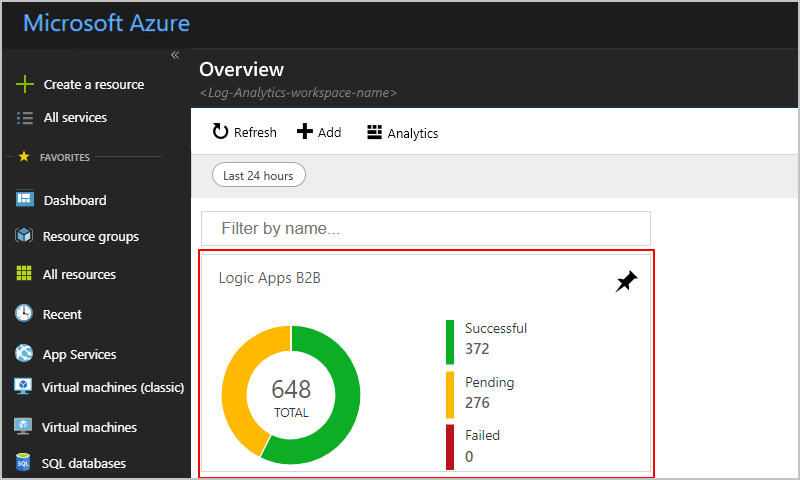 Microsoft Azure
«
Create a resource
All services
FAVORITES
Dashboard
Resource groups
All resources
Recent
App Services
Virtual machines (classic)
Virtual machines
SQL
SQL databases
Overview
<Log-Analytics-workspace-name>
Refresh
Add
Analytics
Last 24 hours
Filter by name...
Logic Apps B2B
648
TOTAL
Successful
372
Pending
276
Failed
0